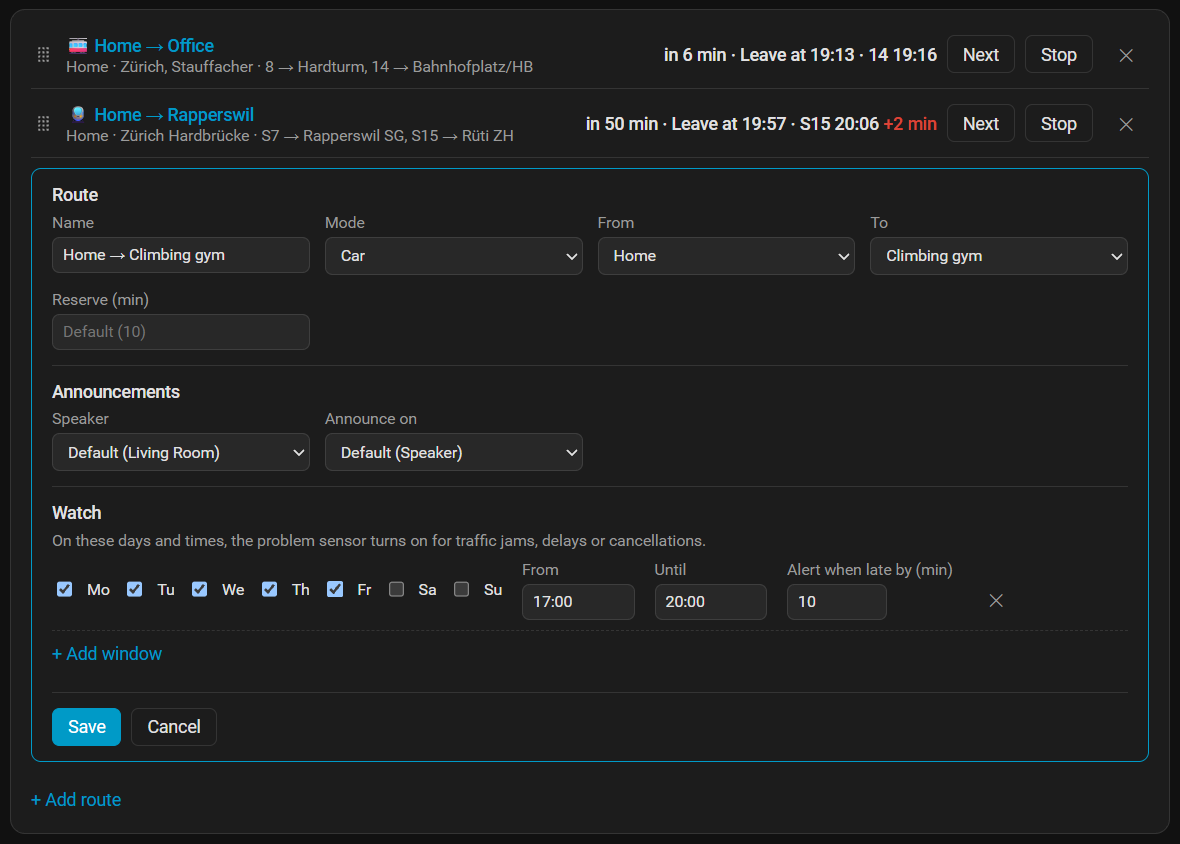 Home → Office
Home · Zürich, Stauffacher · 8 → Hardturm, 14 → Bahnhofplatz/HB
in 6 min · Leave at 19:13 · 14 19:16
Next
Stop
Home → Rapperswil
Home · Zürich Hardbrücke · S7 → Rapperswil SG, S15 → Rüti ZH
in 50 min · Leave at 19:57 · S15 20:06 +2 min
Next
Stop
Route
Name
Mode
From
To
Home → Climbing gym
Car
Home
Climbing gym
Reserve (min)
Default (10)
Announcements
Speaker
Announce on
Default (Living Room)
Default (Speaker)
Watch
On these days and times, the problem sensor turns on for traffic jams, delays or cancellations.
Mo Tu We Th Fr Sa Su
From
Until
Alert when late by (min)
17:00
20:00
10
+ Add window
Save
Cancel
+ Add route